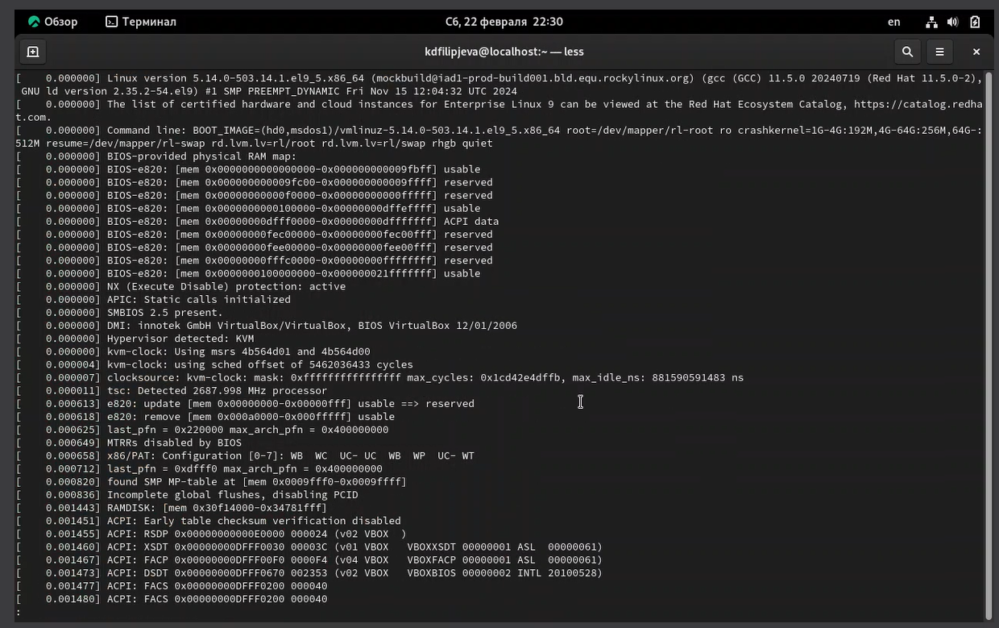 Обзор Терминал Сб, 22 февраля 22:30 en
kdfilipjeva@localhost:~ — less
[    0.000000] Linux version 5.14.0-503.14.1.el9_5.x86_64 (mockbuild@iad1-prod-build001.bld.equ.rockylinux.org) (gcc (GCC) 11.5.0 20240719 (Red Hat 11.5.0-2),
 GNU ld version 2.35.2-54.el9) #1 SMP PREEMPT_DYNAMIC Fri Nov 15 12:04:32 UTC 2024
[    0.000000] The list of certified hardware and cloud instances for Enterprise Linux 9 can be viewed at the Red Hat Ecosystem Catalog, https://catalog.redha
t.com.
[    0.000000] Command line: BOOT_IMAGE=(hd0,msdos1)/vmlinuz-5.14.0-503.14.1.el9_5.x86_64 root=/dev/mapper/rl-root ro crashkernel=1G-4G:192M,4G-64G:256M,64G-:
512M resume=/dev/mapper/rl-swap rd.lvm.lv=rl/root rd.lvm.lv=rl/swap rhgb quiet
[    0.000000] BIOS-provided physical RAM map:
[    0.000000] BIOS-e820: [mem 0x0000000000000000-0x000000000009fbff] usable
[    0.000000] BIOS-e820: [mem 0x000000000009fc00-0x000000000009ffff] reserved
[    0.000000] BIOS-e820: [mem 0x00000000000f0000-0x00000000000fffff] reserved
[    0.000000] BIOS-e820: [mem 0x0000000000100000-0x00000000dffeffff] usable
[    0.000000] BIOS-e820: [mem 0x00000000dfff0000-0x00000000dfffffff] ACPI data
[    0.000000] BIOS-e820: [mem 0x00000000fec00000-0x00000000fec00fff] reserved
[    0.000000] BIOS-e820: [mem 0x00000000fee00000-0x00000000fee00fff] reserved
[    0.000000] BIOS-e820: [mem 0x00000000fffc0000-0x00000000ffffffff] reserved
[    0.000000] BIOS-e820: [mem 0x0000000100000000-0x000000021fffffff] usable
[    0.000000] NX (Execute Disable) protection: active
[    0.000000] APIC: Static calls initialized
[    0.000000] SMBIOS 2.5 present.
[    0.000000] DMI: innotek GmbH VirtualBox/VirtualBox, BIOS VirtualBox 12/01/2006
[    0.000000] Hypervisor detected: KVM
[    0.000000] kvm-clock: Using msrs 4b564d01 and 4b564d00
[    0.000004] kvm-clock: using sched offset of 5462036433 cycles
[    0.000007] clocksource: kvm-clock: mask: 0xffffffffffffffff max_cycles: 0x1cd42e4dffb, max_idle_ns: 881590591483 ns
[    0.000011] tsc: Detected 2687.998 MHz processor
[    0.000613] e820: update [mem 0x00000000-0x00000fff] usable ==> reserved
[    0.000618] e820: remove [mem 0x000a0000-0x000fffff] usable
[    0.000625] last_pfn = 0x220000 max_arch_pfn = 0x400000000
[    0.000649] MTRRs disabled by BIOS
[    0.000658] x86/PAT: Configuration [0-7]: WB  WC  UC- UC  WB  WP  UC- WT
[    0.000712] last_pfn = 0xdfff0 max_arch_pfn = 0x400000000
[    0.000820] found SMP MP-table at [mem 0x0009fff0-0x0009ffff]
[    0.000836] Incomplete global flushes, disabling PCID
[    0.001443] RAMDISK: [mem 0x30f14000-0x34781fff]
[    0.001451] ACPI: Early table checksum verification disabled
[    0.001455] ACPI: RSDP 0x00000000000E0000 000024 (v02 VBOX  )
[    0.001460] ACPI: XSDT 0x00000000DFFF0030 00003C (v01 VBOX   VBOXXSDT 00000001 ASL  00000061)
[    0.001467] ACPI: FACP 0x00000000DFFF00F0 0000F4 (v04 VBOX   VBOXFACP 00000001 ASL  00000061)
[    0.001473] ACPI: DSDT 0x00000000DFFF0670 002353 (v02 VBOX   VBOXBIOS 00000002 INTL 20100528)
[    0.001477] ACPI: FACS 0x00000000DFFF0200 000040
[    0.001480] ACPI: FACS 0x00000000DFFF0200 000040
: